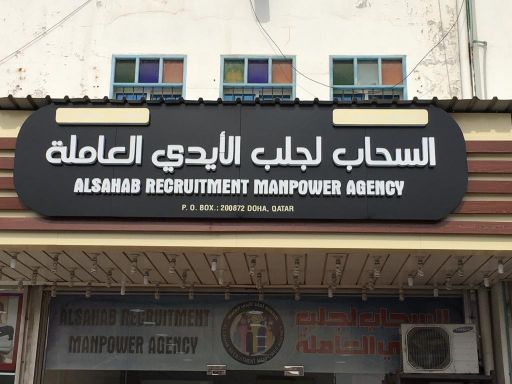 السحاب لجلب الأيدي العاملة
ALSAHAB RECRUITMENT MANPOWER AGENCY
P. O. BOX.: 200872 DOHA, QATAR
ALSAHAB RECRUITMENT
MANPOWER AGENCY
السحاب لجلب
الأيدي العاملة
SAMSUNG